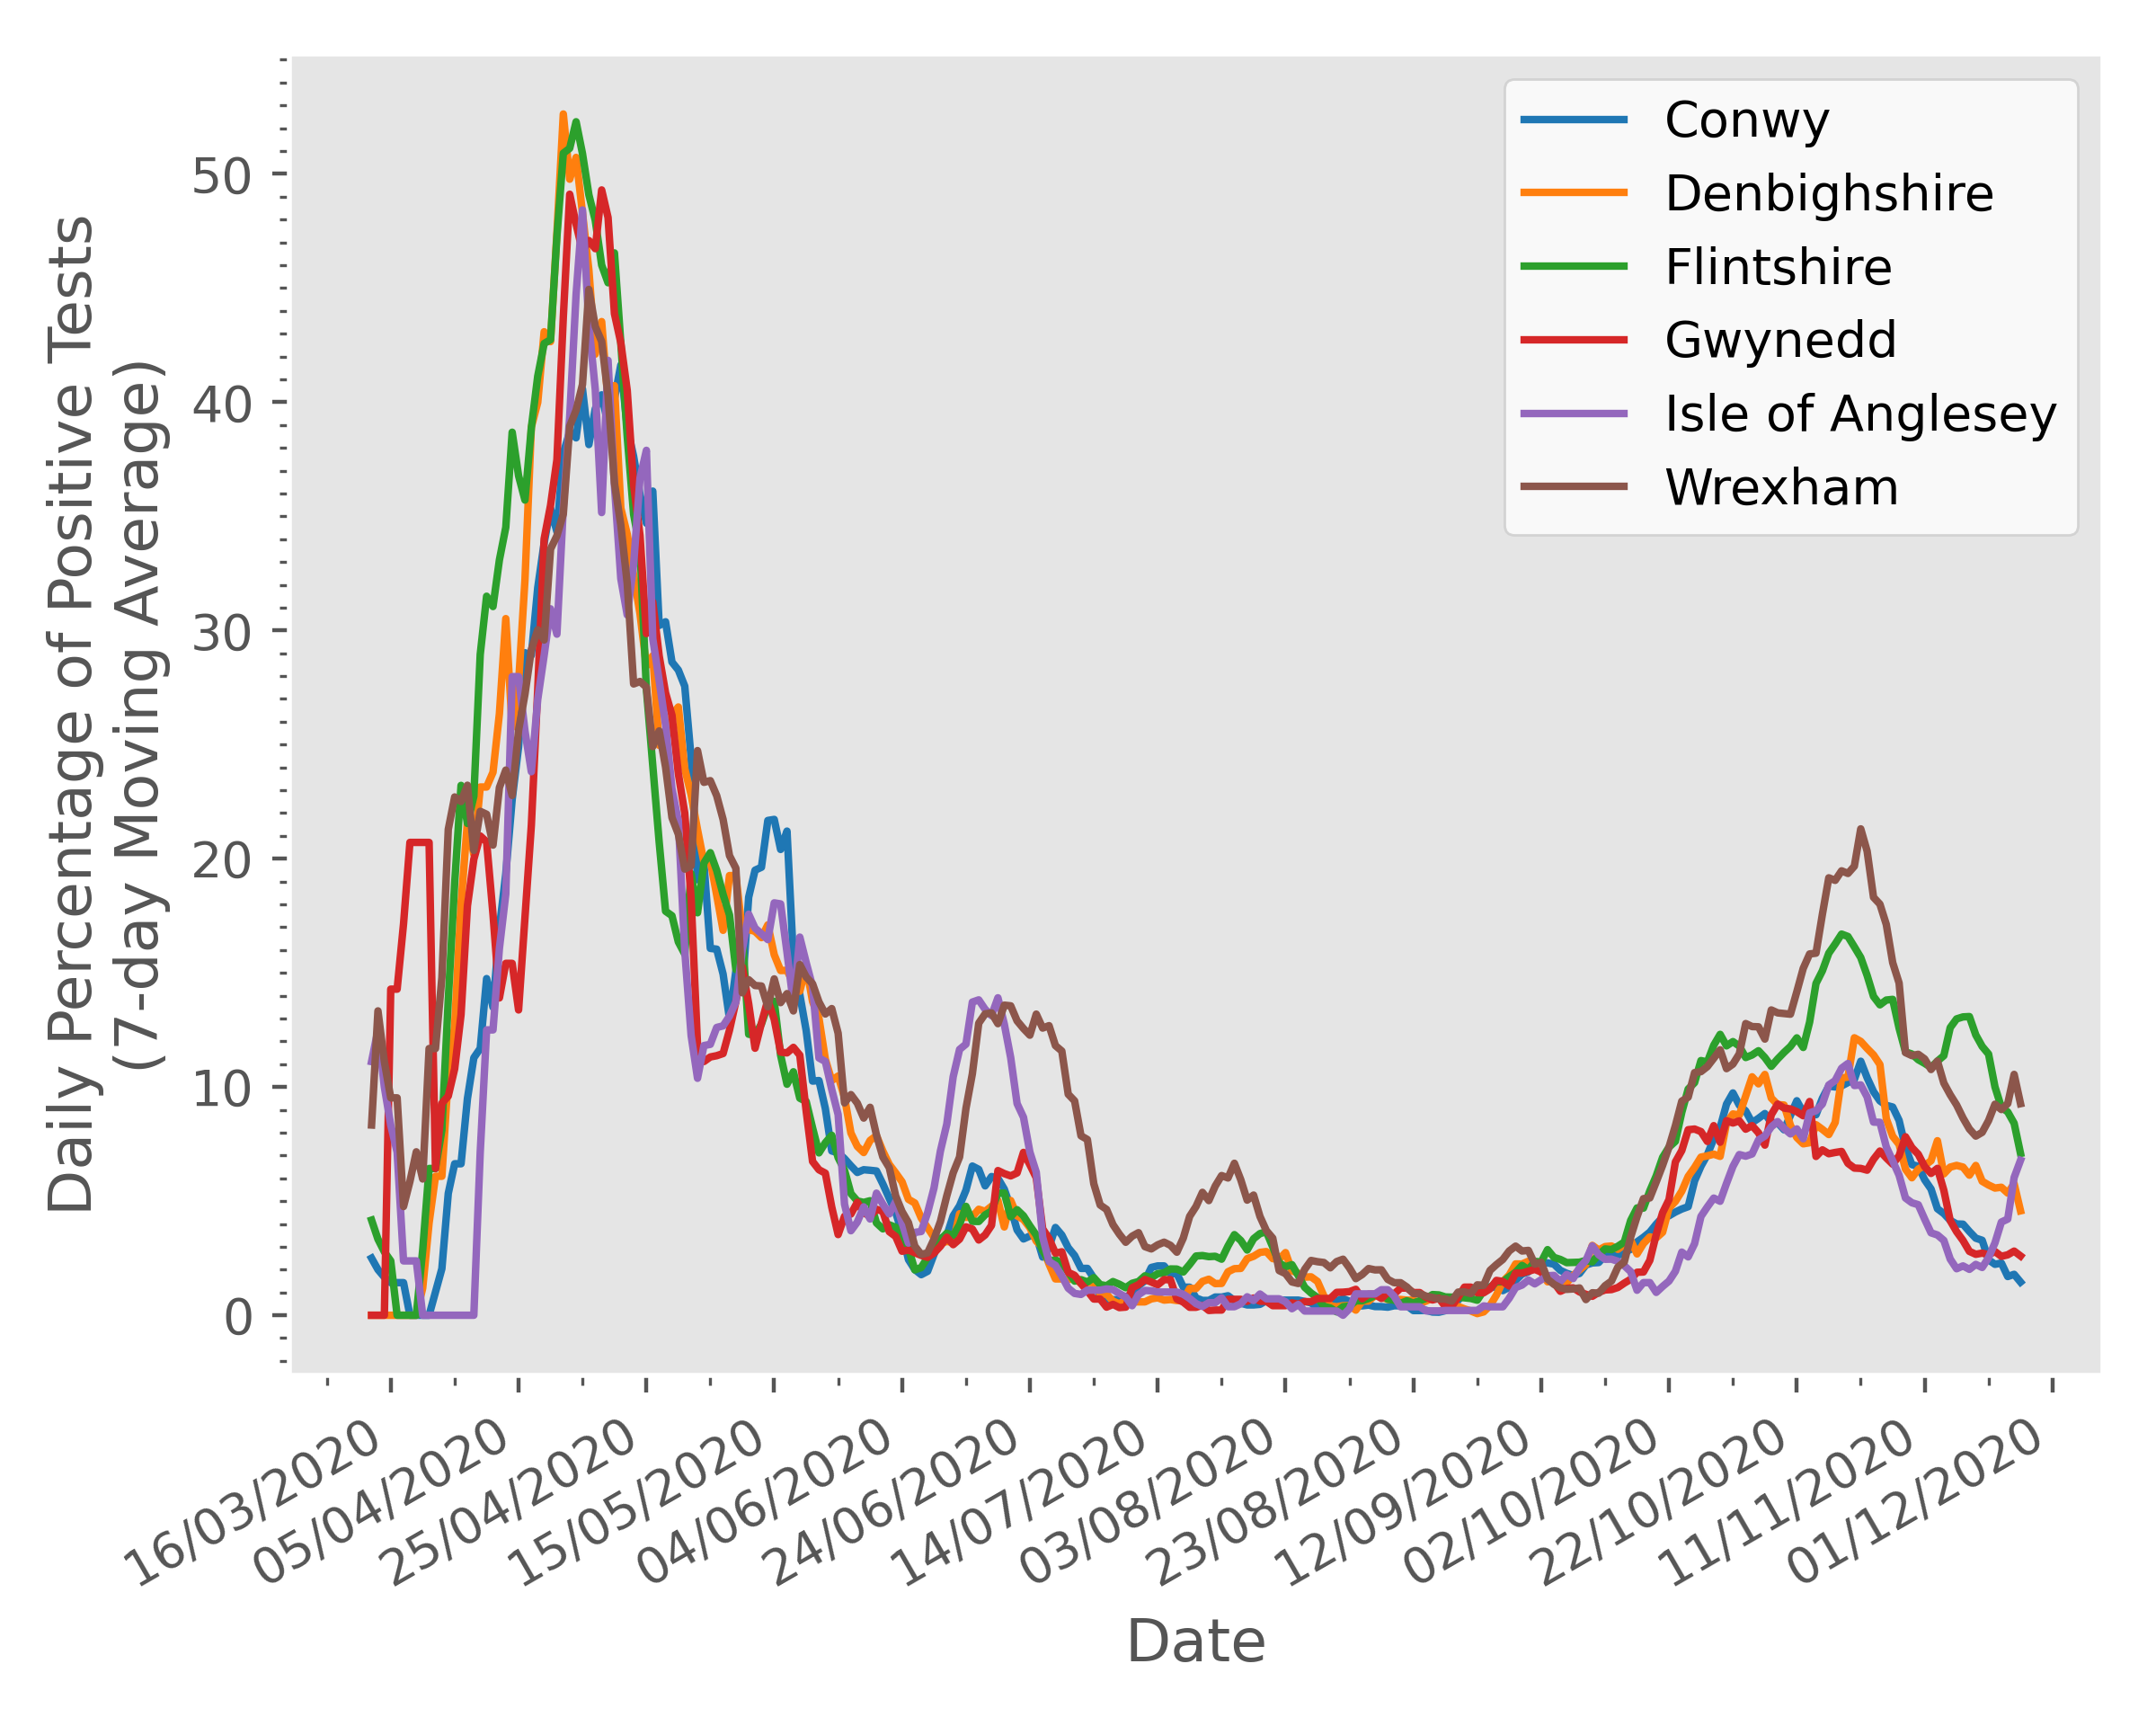 Daily Percentage of Positive Tests
(7-day Moving Average)
50
40
30
20
10
0
Conwy
Denbighshire
Flintshire
Gwynedd
Isle of Anglesey
Wrexham
16/03/2020
05/04/2020
25/04/2020
15/05/2020
04/06/2020
24/06/2020
14/07/2020
03/08/2020
23/08/2020
12/09/2020
02/10/2020
22/10/2020
11/11/2020
01/12/2020
Date